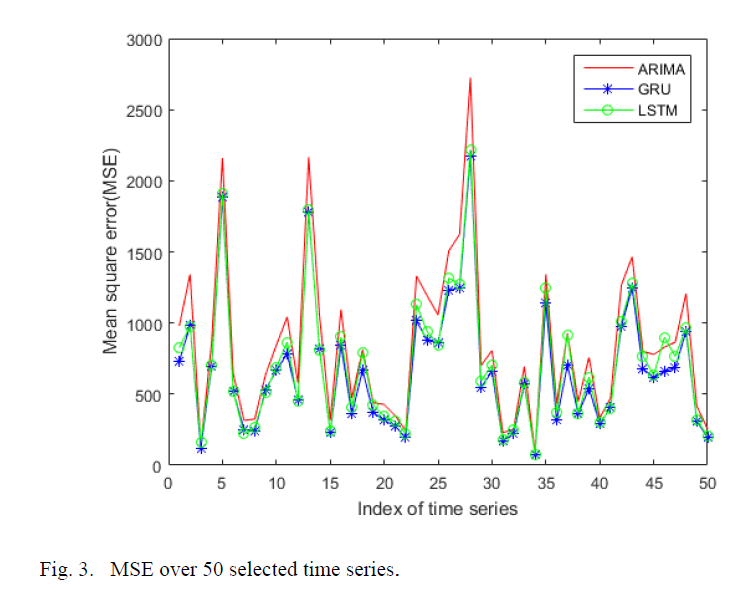 3000
2500
2000
1500
1000
500
0
Mean square error(MSE)
ARIMA
GRU
LSTM
0 5 10 15 20 25 30 35 40 45 50
Index of time series
Fig. 3. MSE over 50 selected time series.